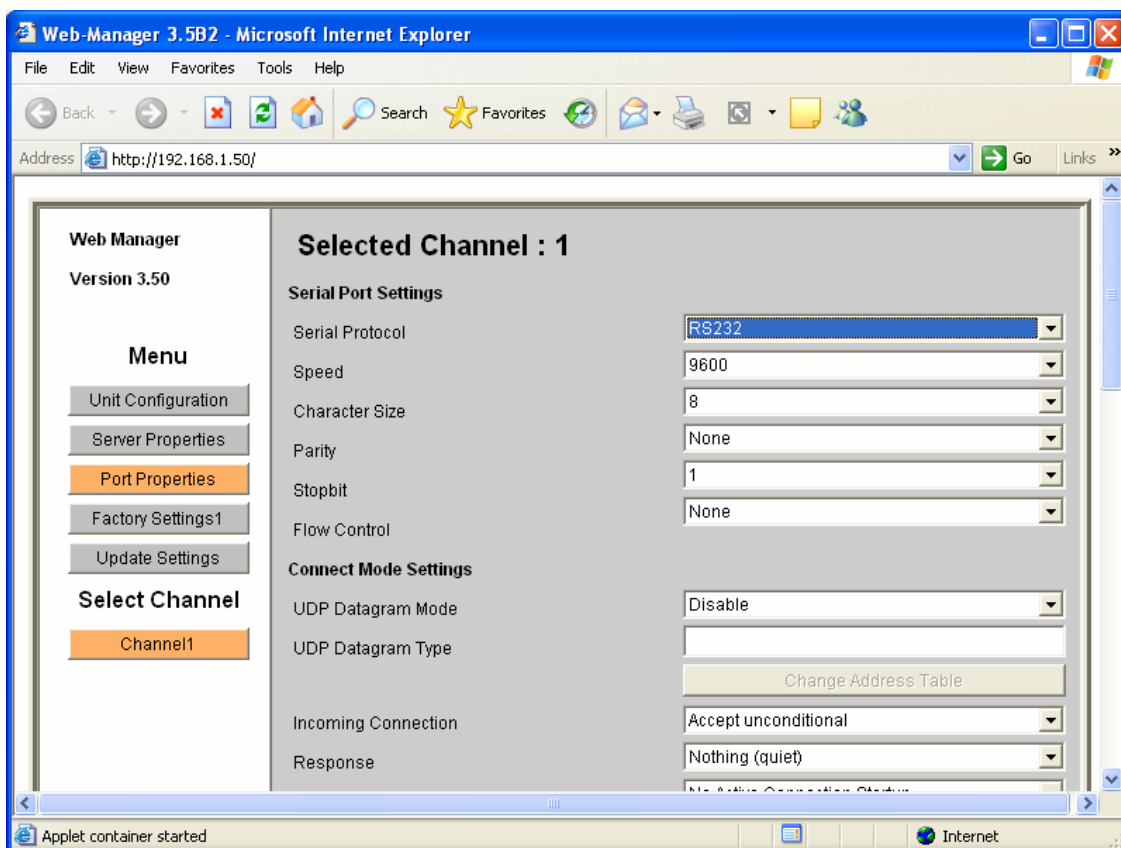 Web-Manager 3.5B2 - Microsoft Internet Explorer
File Edit View Favorites Tools Help
Back Search Favorites
Address http://192.168.1.50/ Go Links »
Web Manager
Version 3.50
Menu
Unit Configuration
Server Properties
Port Properties
Factory Settings1
Update Settings
Select Channel
Channel1
Selected Channel : 1
Serial Port Settings
Serial Protocol RS232
Speed 9600
Character Size 8
Parity None
Stopbit 1
Flow Control None
Connect Mode Settings
UDP Datagram Mode Disable
UDP Datagram Type
Change Address Table
Incoming Connection Accept unconditional
Response Nothing (quiet)
No Active Connection Startup
Applet container started Internet